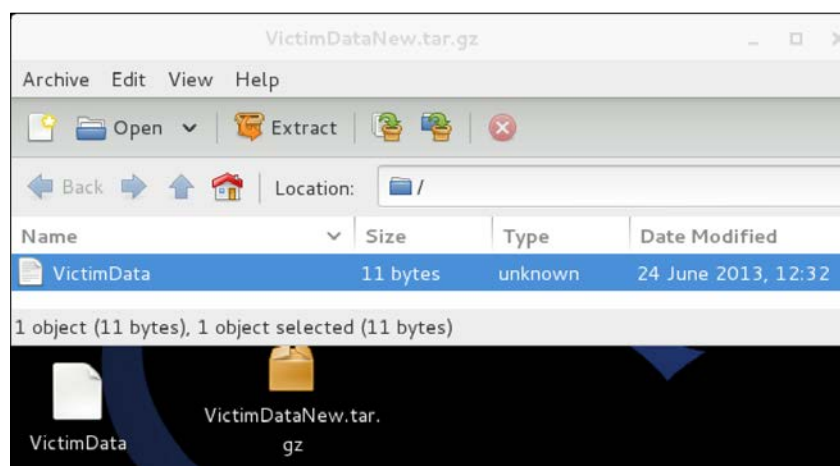 VictimDataNew.tar.gz
Archive Edit View Help
Open Extract
Back Location: /
Name Size Type Date Modified
VictimData 11 bytes unknown 24 June 2013, 12:32
1 object (11 bytes), 1 object selected (11 bytes)
VictimDataNew.tar.
gz
VictimData